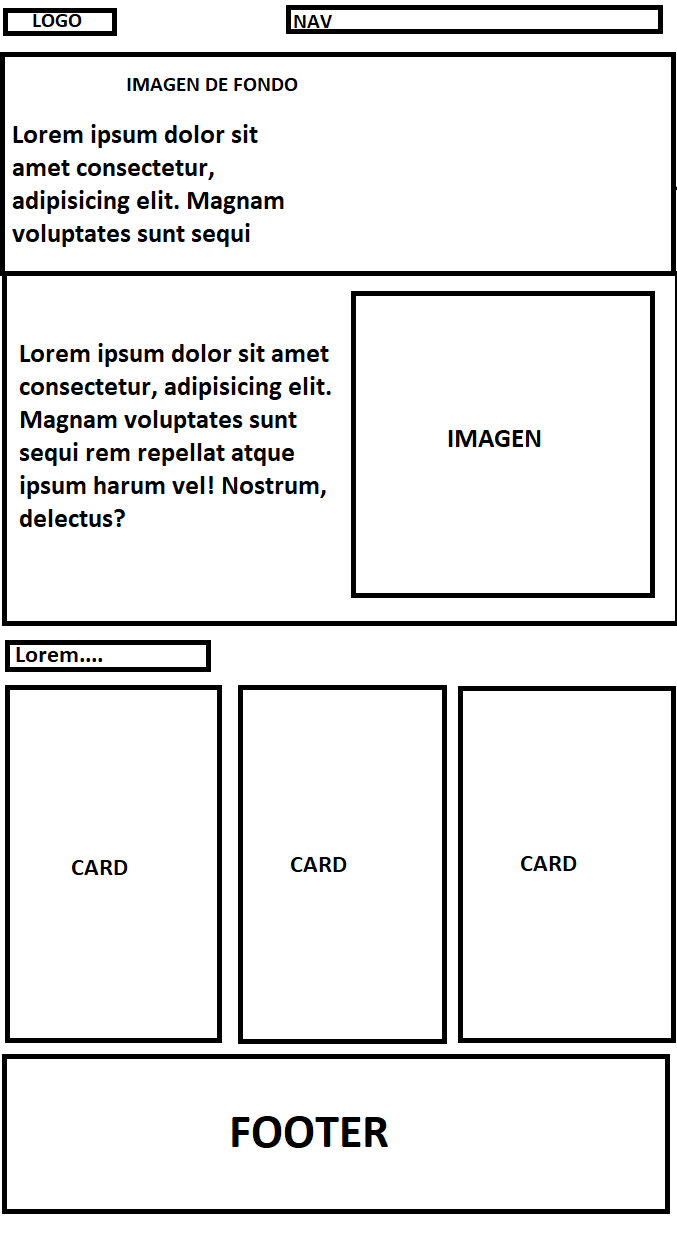 LOGO
NAV
IMAGEN DE FONDO
Lorem ipsum dolor sit
amet consectetur,
adipisicing elit. Magnam
voluptates sunt sequi
Lorem ipsum dolor sit amet
consectetur, adipisicing elit.
Magnam voluptates sunt
sequi rem repellat atque
ipsum harum vel! Nostrum,
delectus?
IMAGEN
Lorem....
CARD
CARD
CARD
FOOTER